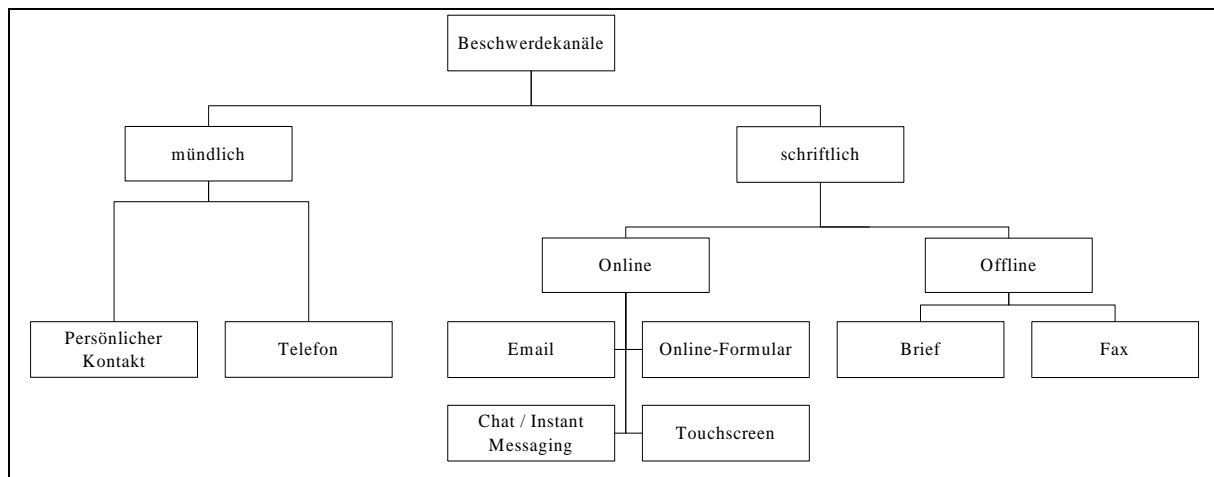 Beschwerdekanäle
mündlich
schriftlich
Online
Offline
Persönlicher
Kontakt
Telefon
Email
Online-Formular
Brief
Fax
Chat / Instant
Messaging
Touchscreen